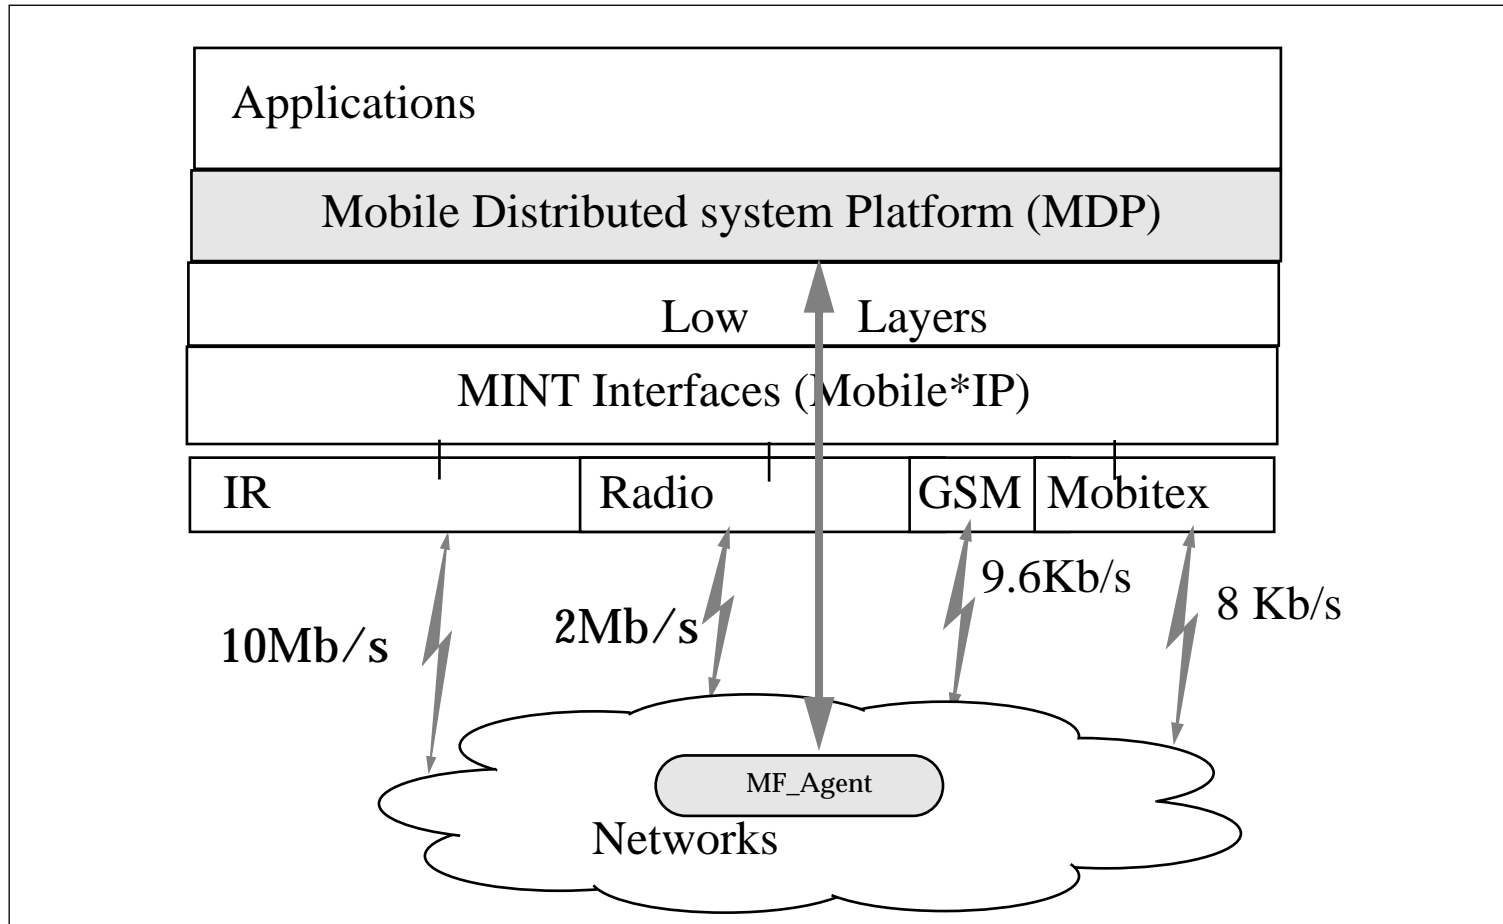 Applications
Mobile Distributed system Platform (MDP)
Low Layers
MINT Interfaces (Mobile*IP)
IR Radio GSM Mobitex
10Mb/s 2Mb/s 9.6Kb/s 8 Kb/s
MF_Agent
Networks